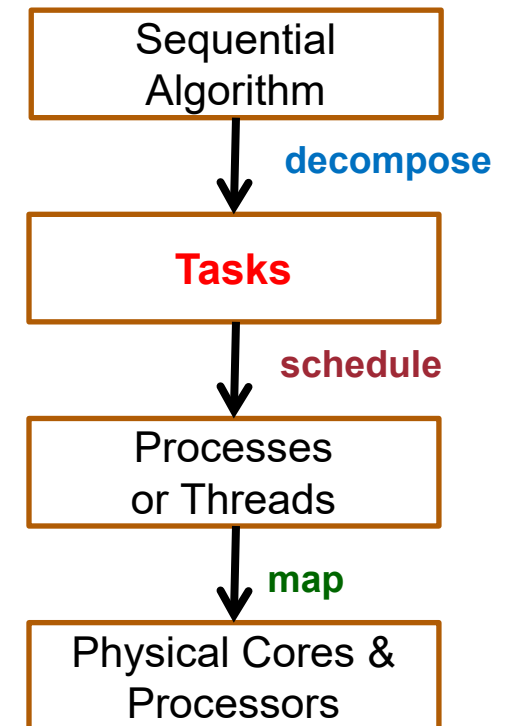 Sequential
Algorithm
decompose
Tasks
schedule
Processes
or Threads
map
Physical Cores &
Processors